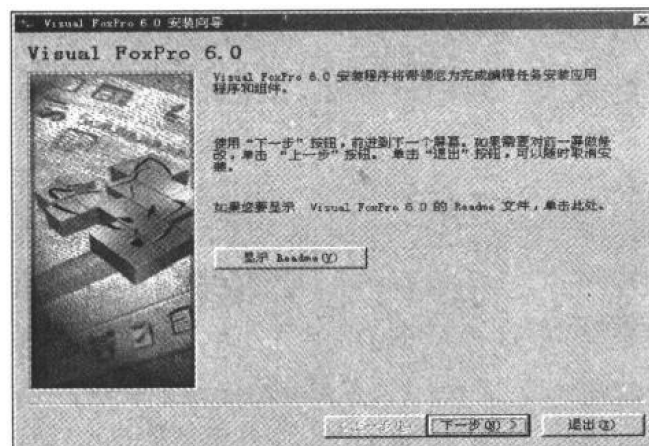 Visual FoxPro 6.0 安装向导
Visual FoxPro 6.0
Visual FoxPro 6.0 安装程序将带领您为完成编程任务安装应用
程序和组件。
使用“下一步”按钮，前进到下一个屏幕。如果需要对前一屏做修
改，单击 “上一步”按钮。 单击“退出”按钮，可以随时取消安
装。
如果您要显示 Visual FoxPro 6.0 的 Readme 文件，单击此处。
显示 Readme(Y)
下一步(N) >
退出(X)